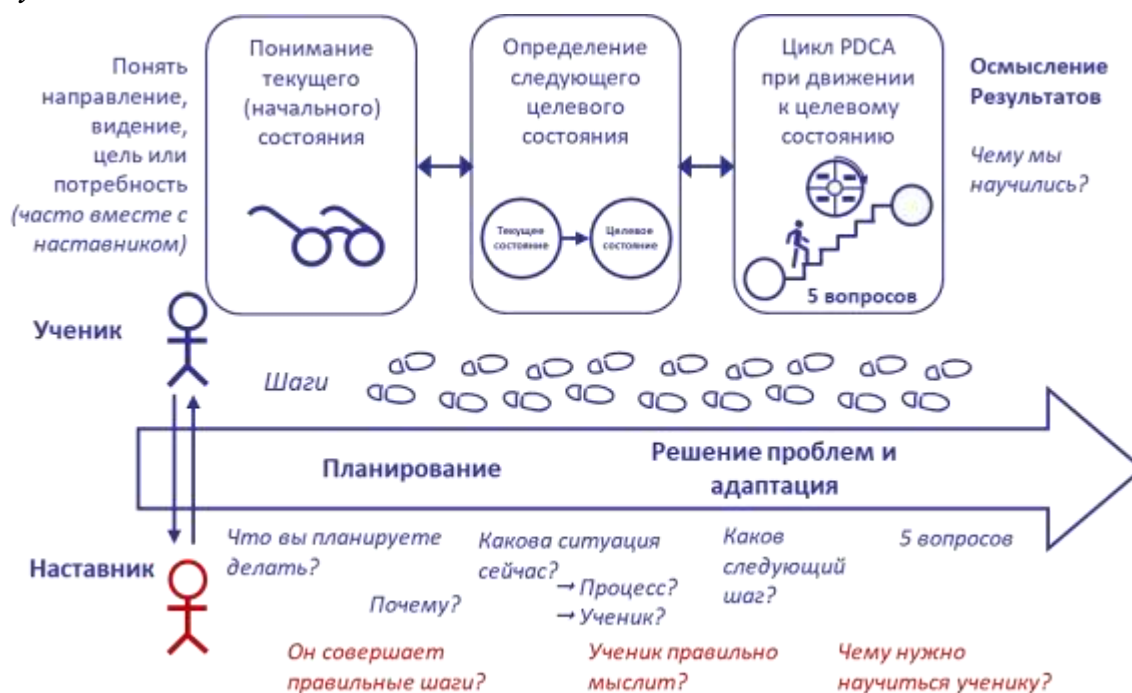 Понять
направление,
видение,
цель или
потребность
(часто вместе с
наставником)
Понимание
текущего
(начального)
состояния
Определение
следующего
целевого
состояния
Текущее
состояние
Целевое
состояние
Цикл PDCA
при движении
к целевому
состоянию
5 вопросов
Осмысление
Результатов
Чему мы
научились?
Ученик
Шаги
Планирование
Решение проблем и
адаптация
Наставник
Что вы планируете
делать?
Почему?
Какова ситуация
сейчас?
→ Процесс?
→ Ученик?
Каков
следующий
шаг?
5 вопросов
Он совершает
правильные шаги?
Ученик правильно
мыслит?
Чему нужно
научиться ученику?